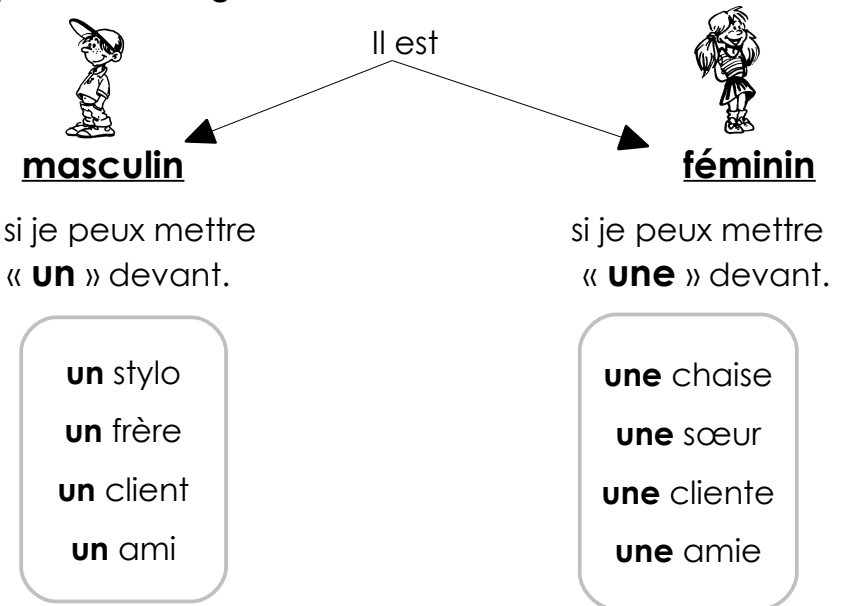 Il est
masculin
si je peux mettre
« un » devant.
un stylo
un frère
un client
un ami
féminin
si je peux mettre
« une » devant.
une chaise
une sœur
une cliente
une amie